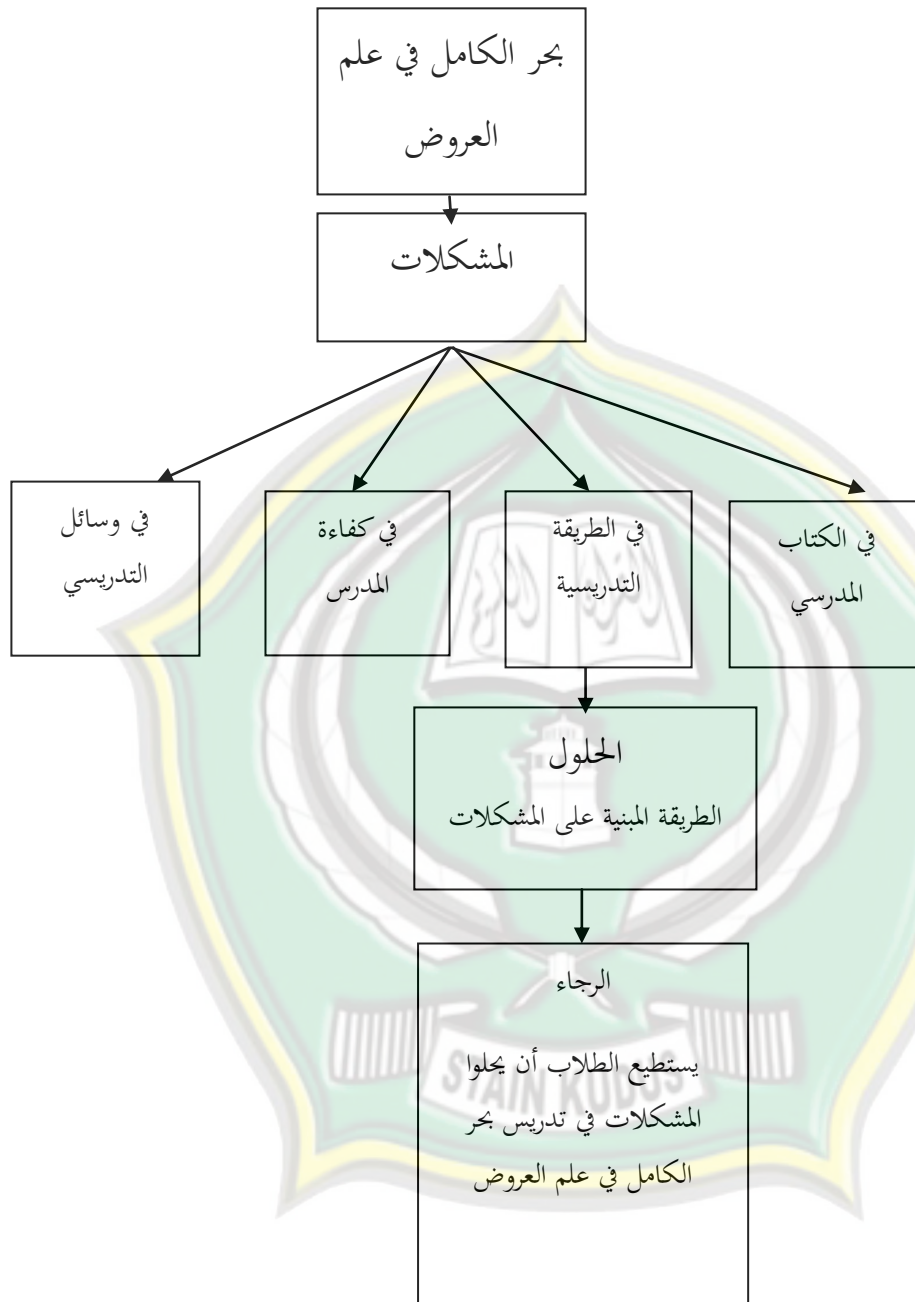 بحر الكامل في علم
العروض
المشكلات
في الكتاب
المدرسي
في الطريقة
التدريسية
في كفاءة
المدرس
في وسائل
التدريسي
الحلول
الطريقة المبنية على المشكلات
الرجاء
يستطيع الطلاب أن يحلوا
المشكلات في تدريس بحر
الكامل في علم العروض
STAIN KUDUS